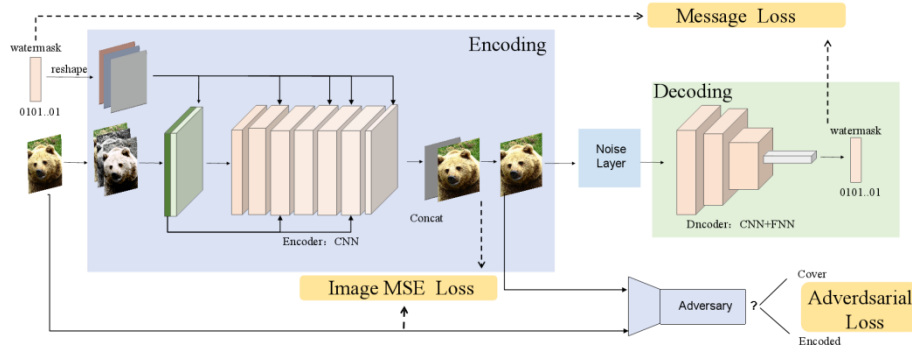 Message Loss
Encoding
watermask
reshape
0101..01
Decoding
watermask
Noise
Layer
0101..01
Concat
Encoder：CNN
Dncoder：CNN+FNN
Image MSE Loss
Cover
Adversary
?
Adverdsarial
Loss
Encoded